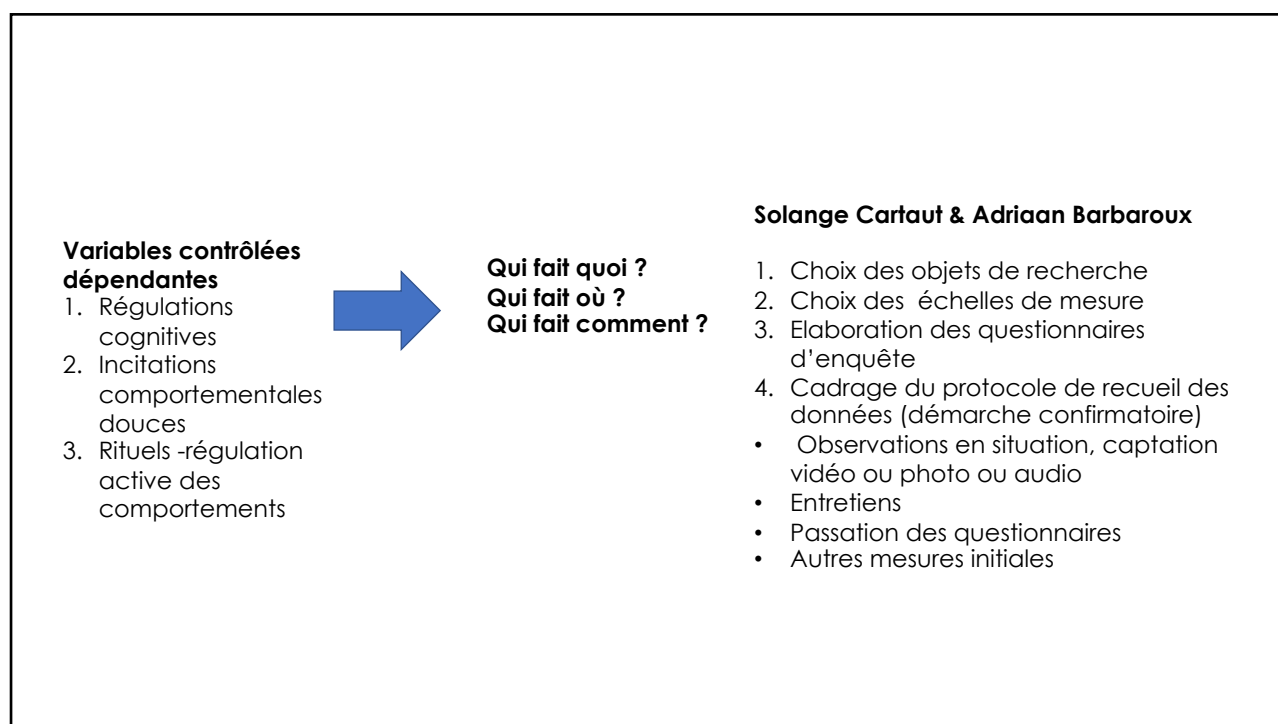 Variables contrôlées
dépendantes
1. Régulations
cognitives
2. Incitations
comportementales
douces
3. Rituels -régulation
active des
comportements
Qui fait quoi ?
Qui fait où ?
Qui fait comment ?
Solange Cartaut & Adriaan Barbaroux
1. Choix des objets de recherche
2. Choix des échelles de mesure
3. Elaboration des questionnaires
d’enquête
4. Cadrage du protocole de recueil des
données (démarche confirmatoire)
• Observations en situation, captation
vidéo ou photo ou audio
• Entretiens
• Passation des questionnaires
• Autres mesures initiales